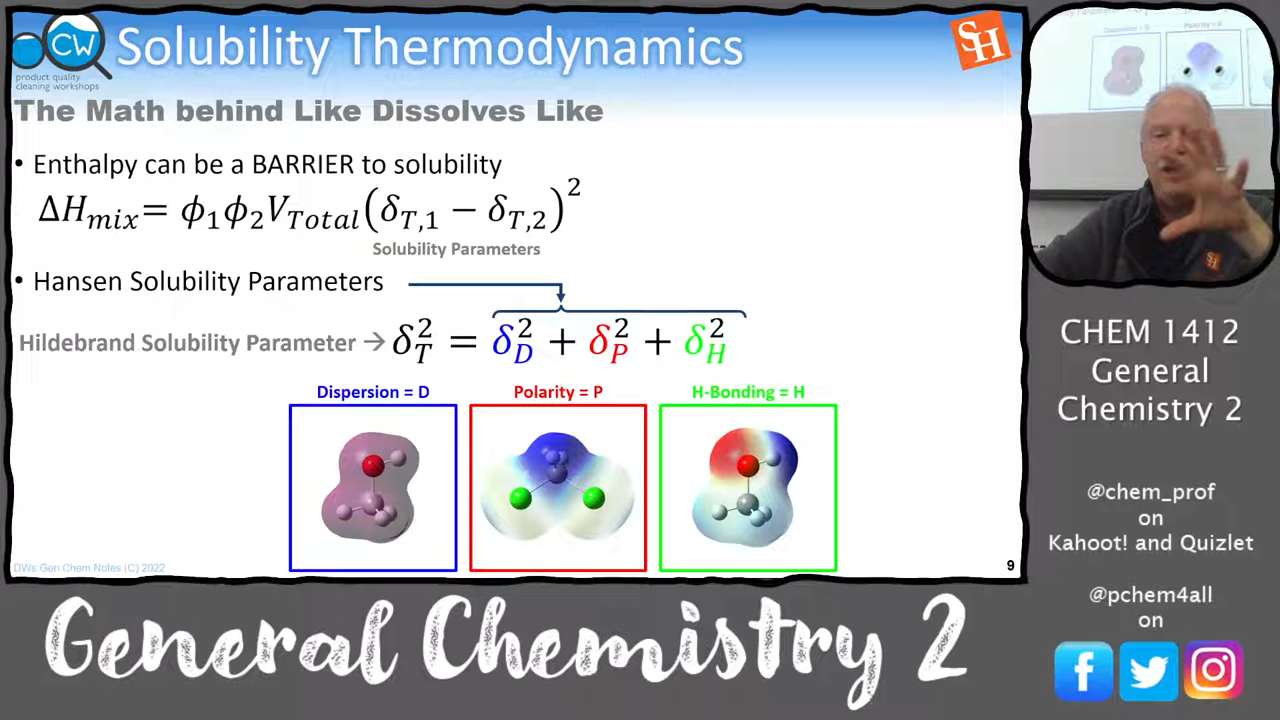 CW
product quality
cleaning workshops
Solubility Thermodynamics
SH
The Math behind Like Dissolves Like
• Enthalpy can be a BARRIER to solubility
ΔH_mix = ϕ₁ϕ₂V_Total(δ_T,1 − δ_T,2)²
Solubility Parameters
• Hansen Solubility Parameters
Hildebrand Solubility Parameter → δ_T² = δ_D² + δ_P² + δ_H²
Dispersion = D
Polarity = P
H-Bonding = H
DWs Gen Chem Notes (C) 2022
9
Dispersion = D
Polarity = P
CHEM 1412
General
Chemistry 2
@chem_prof
on
Kahoot! and Quizlet
@pchem4all
on
General Chemistry 2